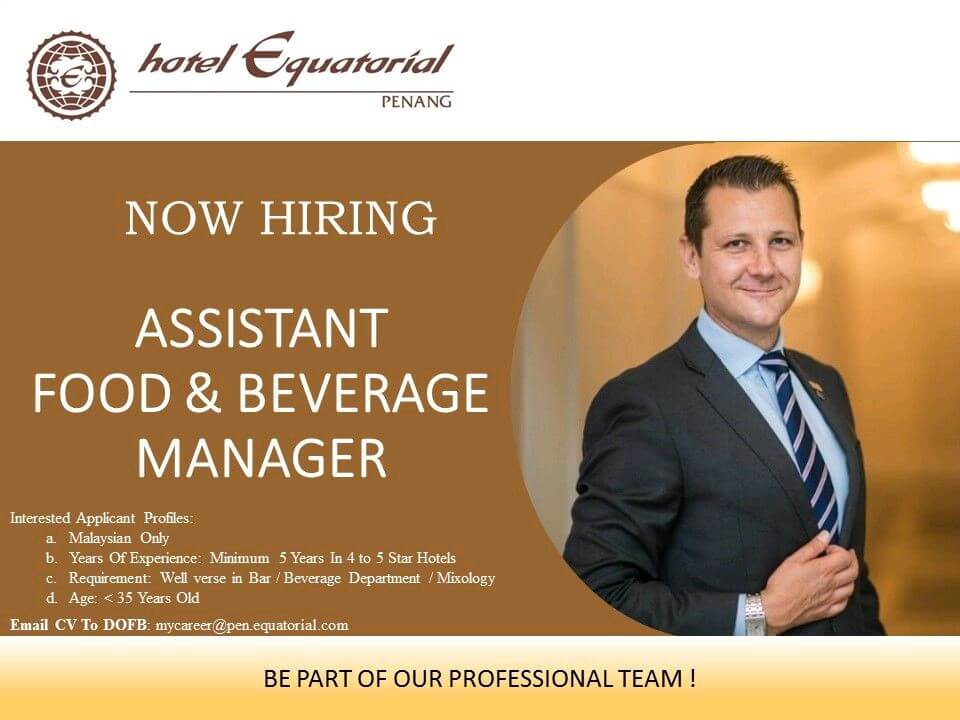 hotel Equatorial
PENANG
NOW HIRING
ASSISTANT
FOOD & BEVERAGE
MANAGER
Interested Applicant Profiles:
a. Malaysian Only
b. Years Of Experience: Minimum 5 Years In 4 to 5 Star Hotels
c. Requirement: Well verse in Bar / Beverage Department / Mixology
d. Age: < 35 Years Old
Email CV To DOFB: mycareer@pen.equatorial.com
BE PART OF OUR PROFESSIONAL TEAM !